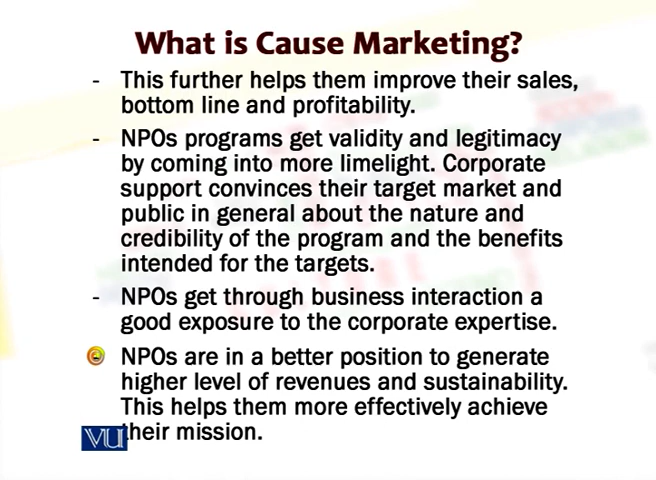 What is Cause Marketing?
- This further helps them improve their sales,
bottom line and profitability.
- NPOs programs get validity and legitimacy
by coming into more limelight. Corporate
support convinces their target market and
public in general about the nature and
credibility of the program and the benefits
intended for the targets.
- NPOs get through business interaction a
good exposure to the corporate expertise.
NPOs are in a better position to generate
higher level of revenues and sustainability.
This helps them more effectively achieve
VU their mission.